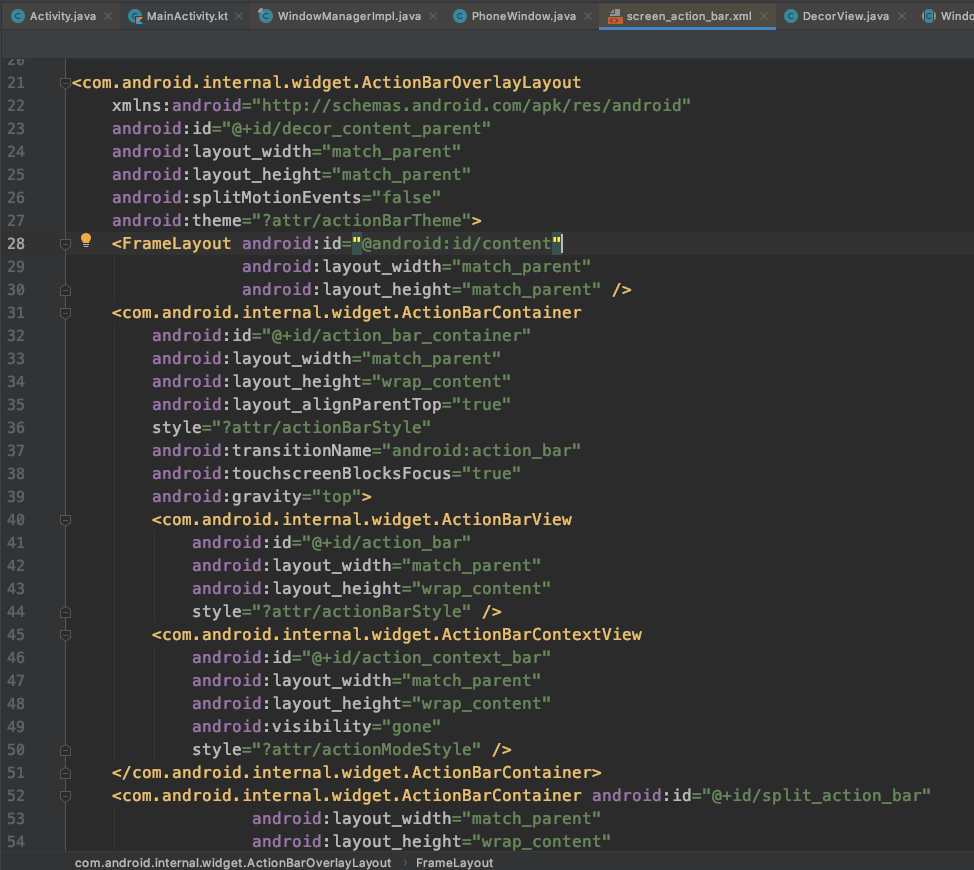 Activity.java
MainActivity.kt
WindowManagerImpl.java
PhoneWindow.java
screen_action_bar.xml
DecorView.java
20
21 <com.android.internal.widget.ActionBarOverlayLayout
22 xmlns:android="http://schemas.android.com/apk/res/android"
23 android:id="@+id/decor_content_parent"
24 android:layout_width="match_parent"
25 android:layout_height="match_parent"
26 android:splitMotionEvents="false"
27 android:theme="?attr/actionBarTheme">
28 <FrameLayout android:id="@android:id/content"
29 android:layout_width="match_parent"
30 android:layout_height="match_parent" />
31 <com.android.internal.widget.ActionBarContainer
32 android:id="@+id/action_bar_container"
33 android:layout_width="match_parent"
34 android:layout_height="wrap_content"
35 android:layout_alignParentTop="true"
36 style="?attr/actionBarStyle"
37 android:transitionName="android:action_bar"
38 android:touchscreenBlocksFocus="true"
39 android:gravity="top">
40 <com.android.internal.widget.ActionBarView
41 android:id="@+id/action_bar"
42 android:layout_width="match_parent"
43 android:layout_height="wrap_content"
44 style="?attr/actionBarStyle" />
45 <com.android.internal.widget.ActionBarContextView
46 android:id="@+id/action_context_bar"
47 android:layout_width="match_parent"
48 android:layout_height="wrap_content"
49 android:visibility="gone"
50 style="?attr/actionModeStyle" />
51 </com.android.internal.widget.ActionBarContainer>
52 <com.android.internal.widget.ActionBarContainer android:id="@+id/split_action_bar"
53 android:layout_width="match_parent"
54 android:layout_height="wrap_content"
com.android.internal.widget.ActionBarOverlayLayout › FrameLayout